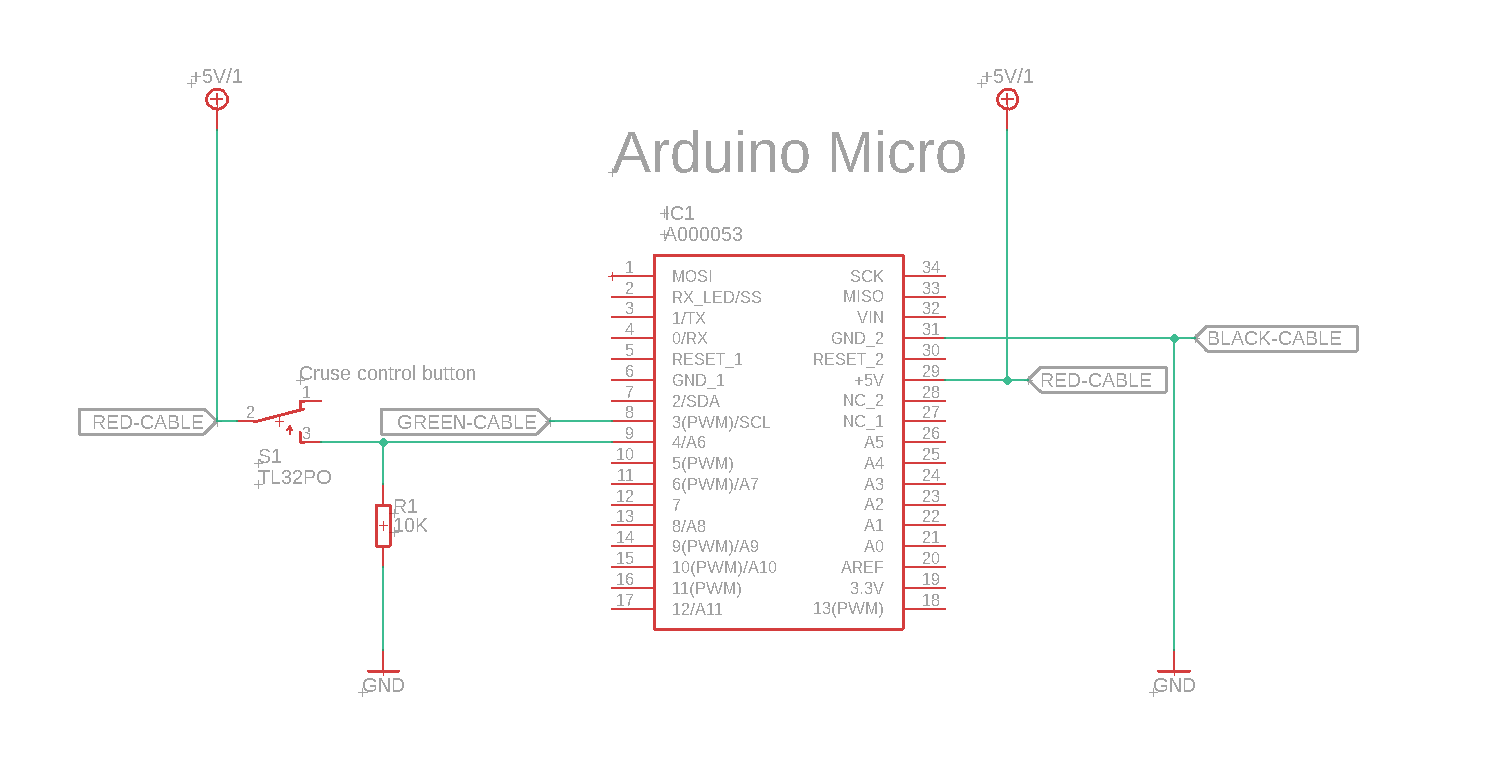 +5V/1
+5V/1
Arduino Micro
IC1
A000053
1 MOSI SCK 34
2 RX_LED/SS MISO 33
3 1/TX VIN 32
4 0/RX GND_2 31
BLACK-CABLE
5 RESET_1 RESET_2 30
6 GND_1 +5V 29
RED-CABLE
7 2/SDA NC_2 28
8 3(PWM)/SCL NC_1 27
9 4/A6 A5 26
10 5(PWM) A4 25
11 6(PWM)/A7 A3 24
12 7 A2 23
13 8/A8 A1 22
14 9(PWM)/A9 A0 21
15 10(PWM)/A10 AREF 20
16 11(PWM) 3.3V 19
17 12/A11 13(PWM) 18
Cruse control button
1
2
3
RED-CABLE
GREEN-CABLE
S1
TL32PO
R1
10K
GND
GND